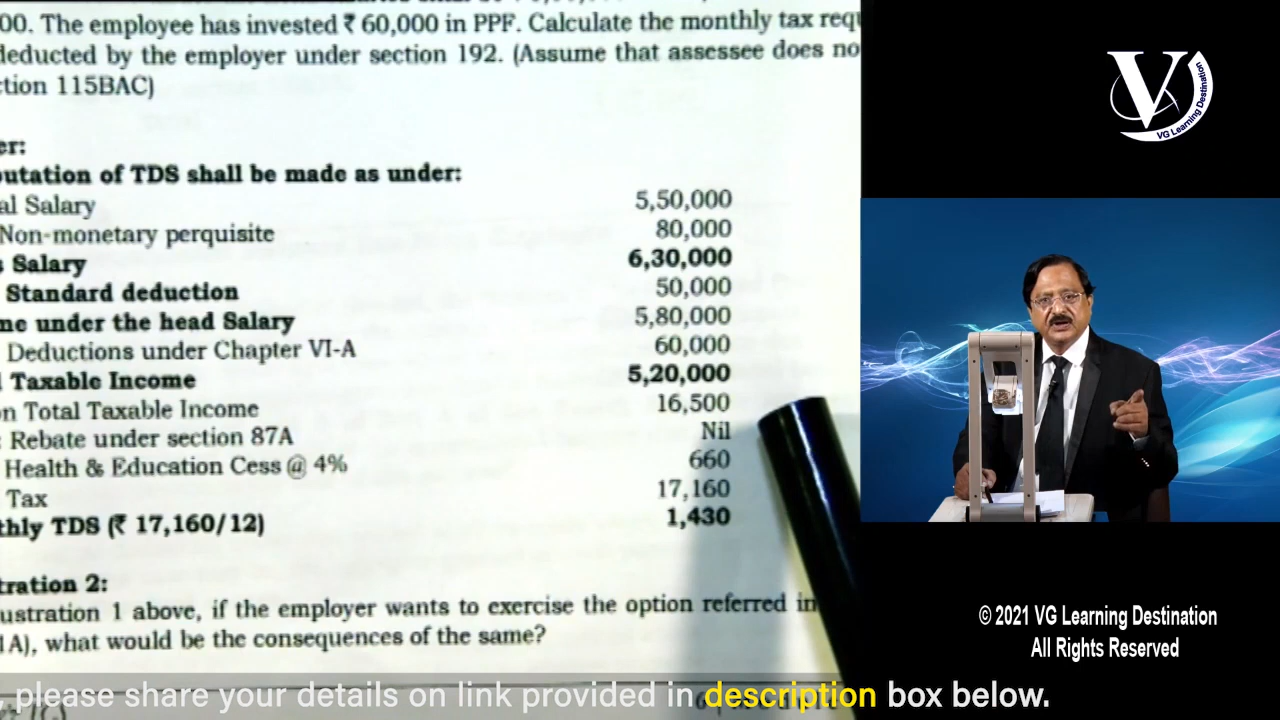 00. The employee has invested ₹ 60,000 in PPF. Calculate the monthly tax req
deducted by the employer under section 192. (Assume that assessee does no
ction 115BAC)
er:
outation of TDS shall be made as under:
al Salary 5,50,000
Non-monetary perquisite 80,000
s Salary 6,30,000
Standard deduction 50,000
me under the head Salary 5,80,000
Deductions under Chapter VI-A 60,000
l Taxable Income 5,20,000
on Total Taxable Income 16,500
: Rebate under section 87A Nil
Health & Education Cess @ 4% 660
Tax 17,160
thly TDS (₹ 17,160/12) 1,430
tration 2:
ustration 1 above, if the employer wants to exercise the option referred in
1A), what would be the consequences of the same?
V
VG Learning Destination
© 2021 VG Learning Destination
All Rights Reserved
, please share your details on link provided in description box below.